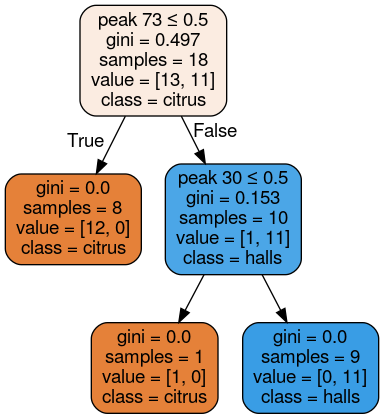 peak 73 ≤ 0.5
gini = 0.497
samples = 18
value = [13, 11]
class = citrus
True
False
gini = 0.0
samples = 8
value = [12, 0]
class = citrus
peak 30 ≤ 0.5
gini = 0.153
samples = 10
value = [1, 11]
class = halls
gini = 0.0
samples = 1
value = [1, 0]
class = citrus
gini = 0.0
samples = 9
value = [0, 11]
class = halls